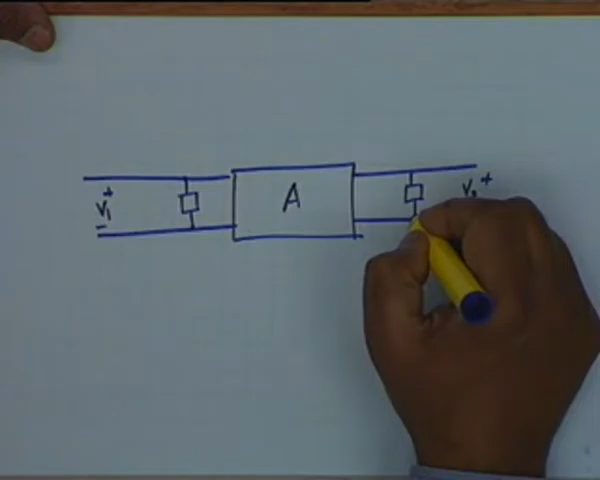 +
V₁
-
A
V₂ +